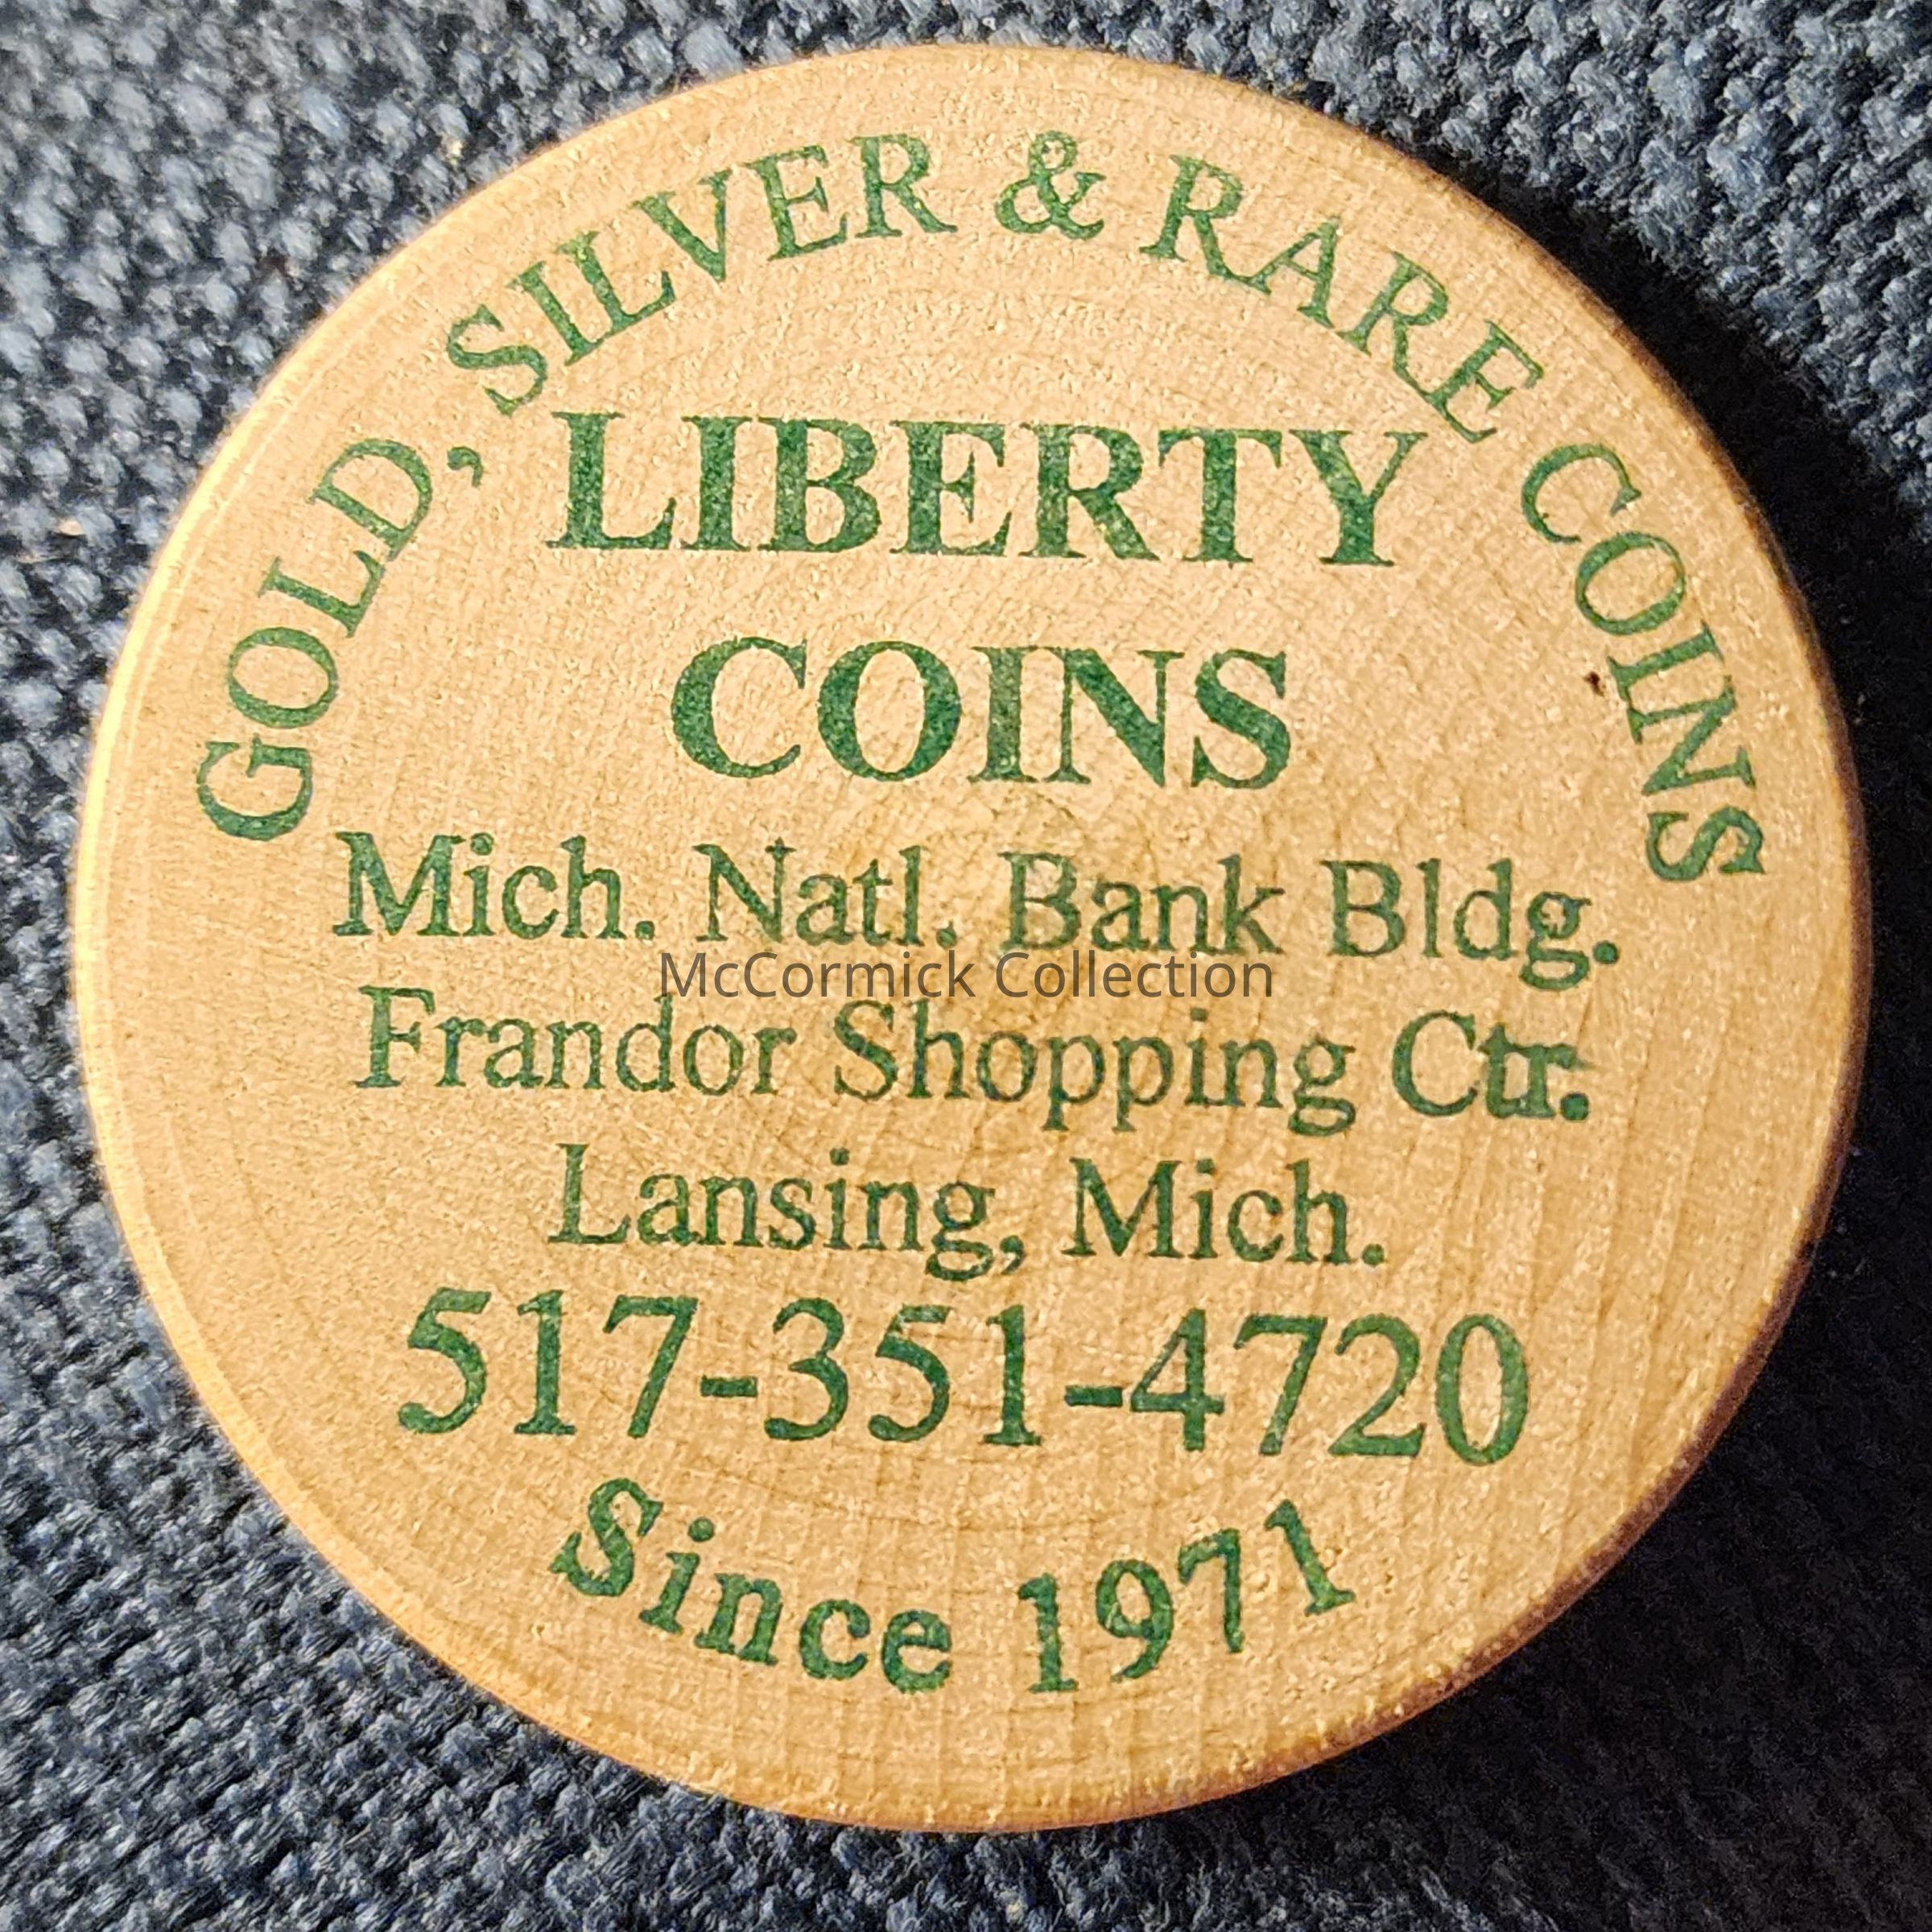 GOLD, SILVER & RARE COINS
LIBERTY
COINS
Mich. Natl. Bank Bldg.
McCormick Collection
Frandor Shopping Ctr.
Lansing, Mich.
517-351-4720
Since 1971